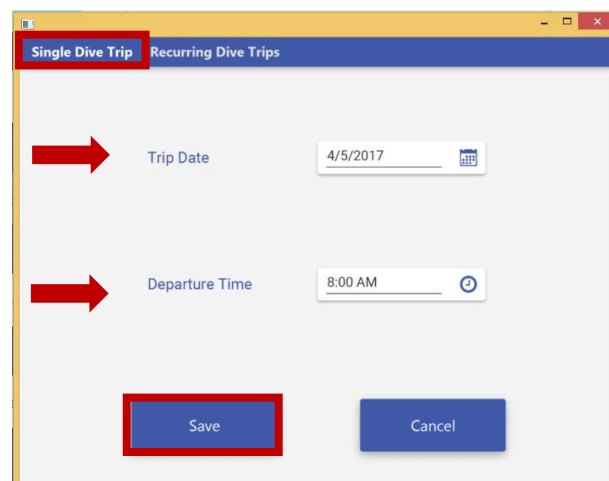 Single Dive Trip Recurring Dive Trips
Trip Date 4/5/2017
Departure Time 8:00 AM
Save Cancel